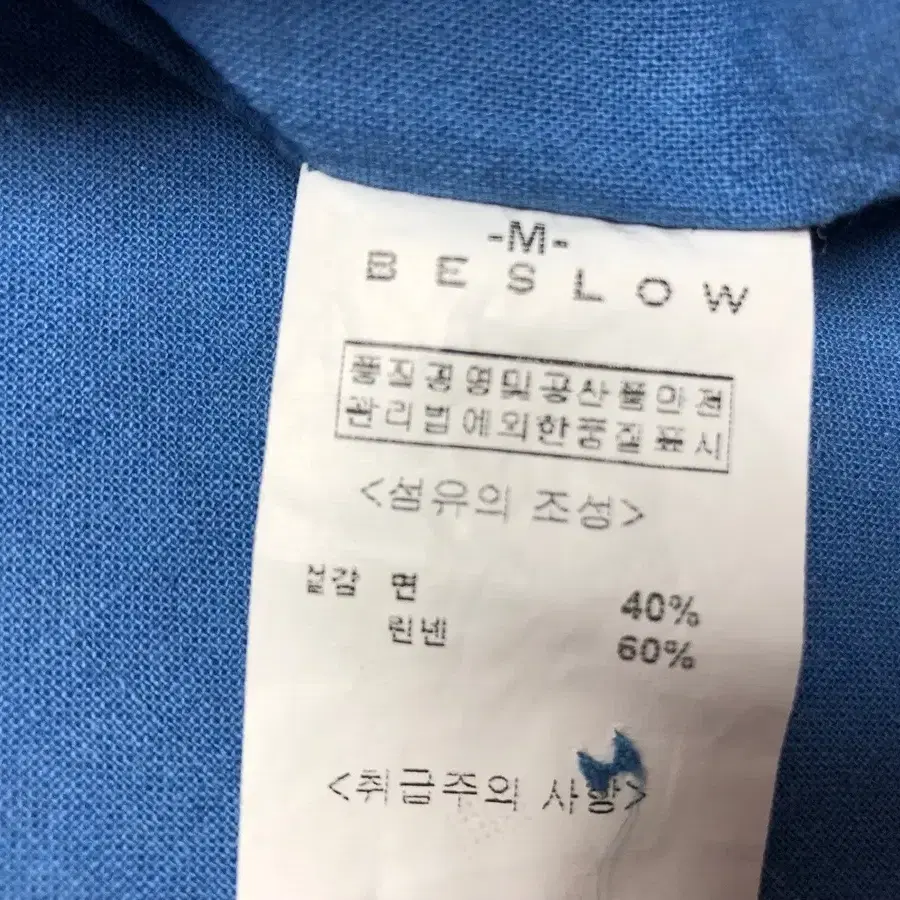 -M-
BESLOW
품질경영및공산품안전
관리법에의한품질표시
<섬유의 조성>
겉감 면 40%
린넨 60%
<취급주의 사항>